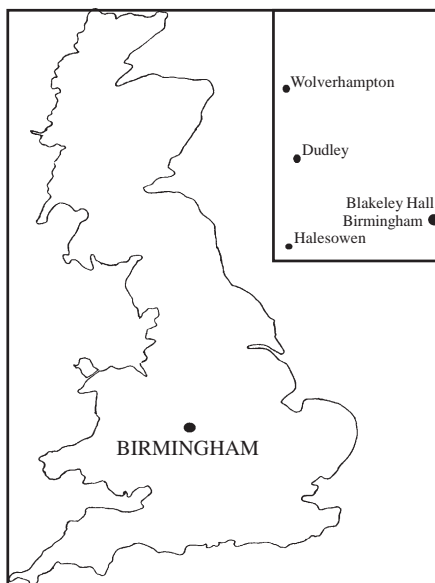 Wolverhampton
Dudley
Blakeley Hall
Birmingham
Halesowen
BIRMINGHAM